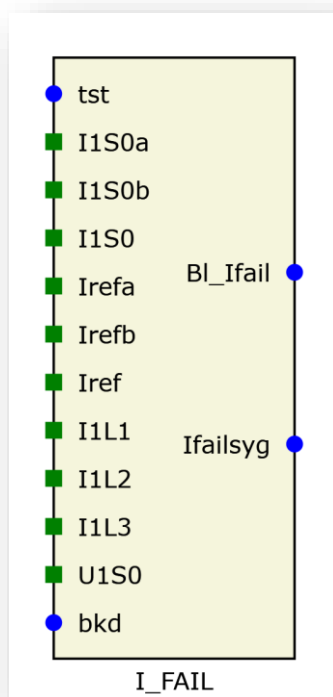 tst
I1S0a
I1S0b
I1S0
Bl_Ifail
Irefa
Irefb
Iref
I1L1
Ifailsyg
I1L2
I1L3
U1S0
bkd
I_FAIL